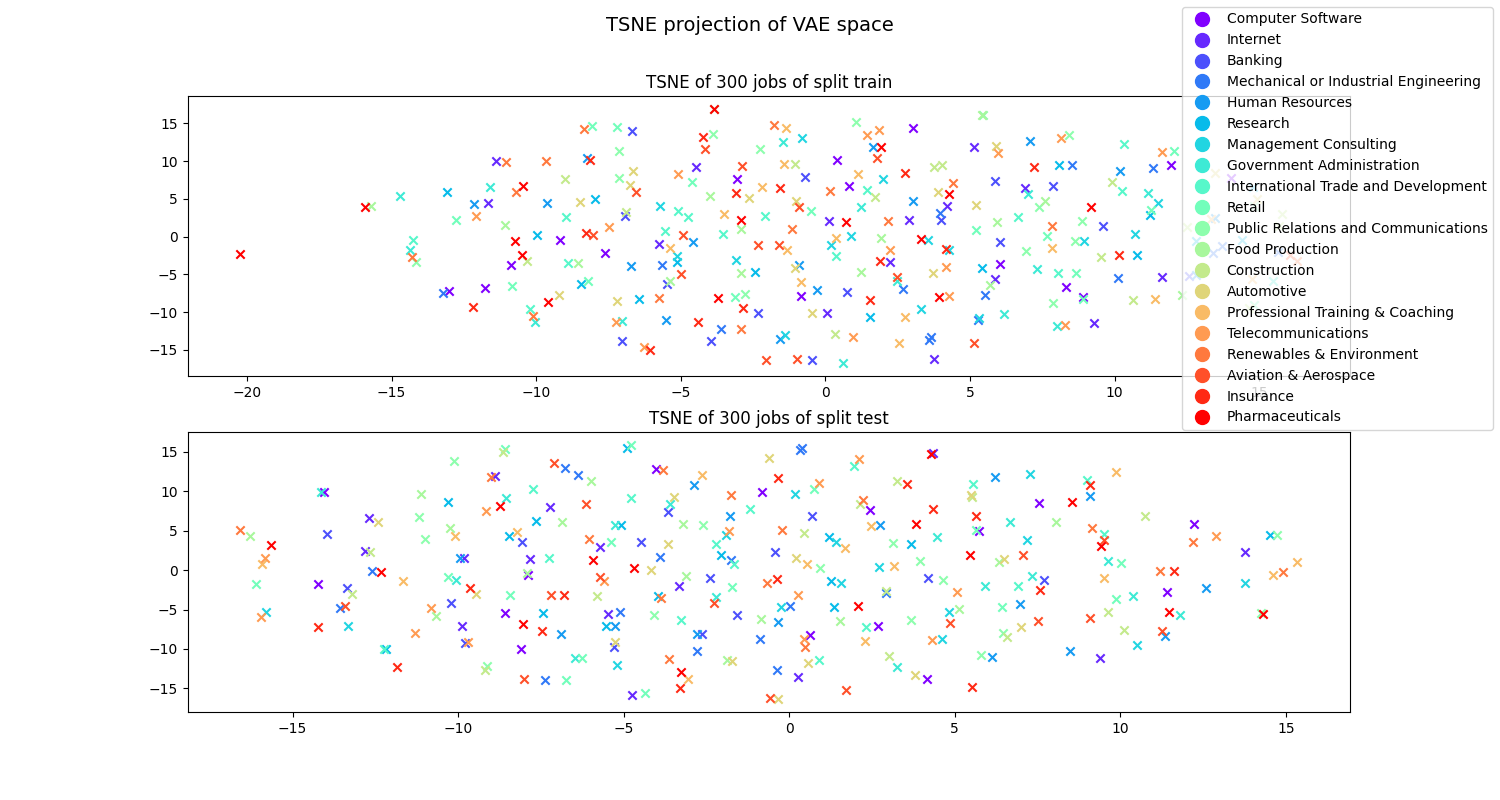 TSNE projection of VAE space
TSNE of 300 jobs of split train
15
10
5
0
−5
−10
−15
−20
−15
−10
−5
0
5
10
15
Computer Software
Internet
Banking
Mechanical or Industrial Engineering
Human Resources
Research
Management Consulting
Government Administration
International Trade and Development
Retail
Public Relations and Communications
Food Production
Construction
Automotive
Professional Training & Coaching
Telecommunications
Renewables & Environment
Aviation & Aerospace
Insurance
Pharmaceuticals
TSNE of 300 jobs of split test
15
10
5
0
−5
−10
−15
−15
−10
−5
0
5
10
15